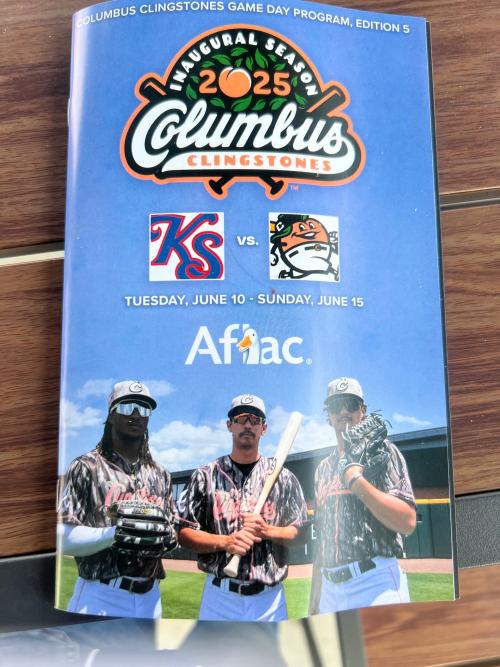 COLUMBUS CLINGSTONES GAME DAY PROGRAM, EDITION 5
INAUGURAL SEASON
2025
Columbus
CLINGSTONES
TM
KS
vs.
TUESDAY, JUNE 10 - SUNDAY, JUNE 15
Aflac®
C C C